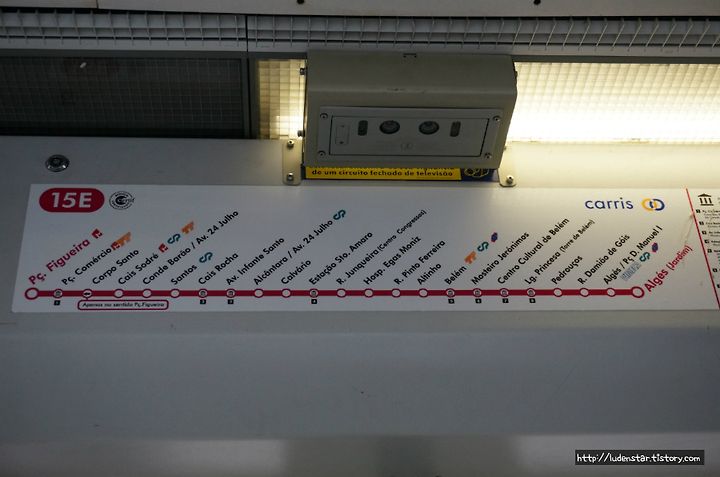 de um circuito fechado de televisão
15E
carris
Pç. Figueira
Pç. Comércio
Corpo Santo
Cais Sodré
Conde Barão / Av. 24 Julho
Santos
Cais Rocha
Av. Infante Santo
Alcântara / Av. 24 Julho
Calvário
Estação Sto. Amaro
R. Junqueira (Centro Congressos)
Hosp. Egas Moniz
R. Pinto Ferreira
Altinho
Belém
Mosteiro Jerónimos
Centro Cultural de Belém
Lg. Princesa (Torre de Belém)
Pedrouços
R. Damião de Góis
Algés / Pç D. Manuel I
Algés (Jardim)
Apenas no sentido Pç.Figueira
http://ludenstar.tistory.com